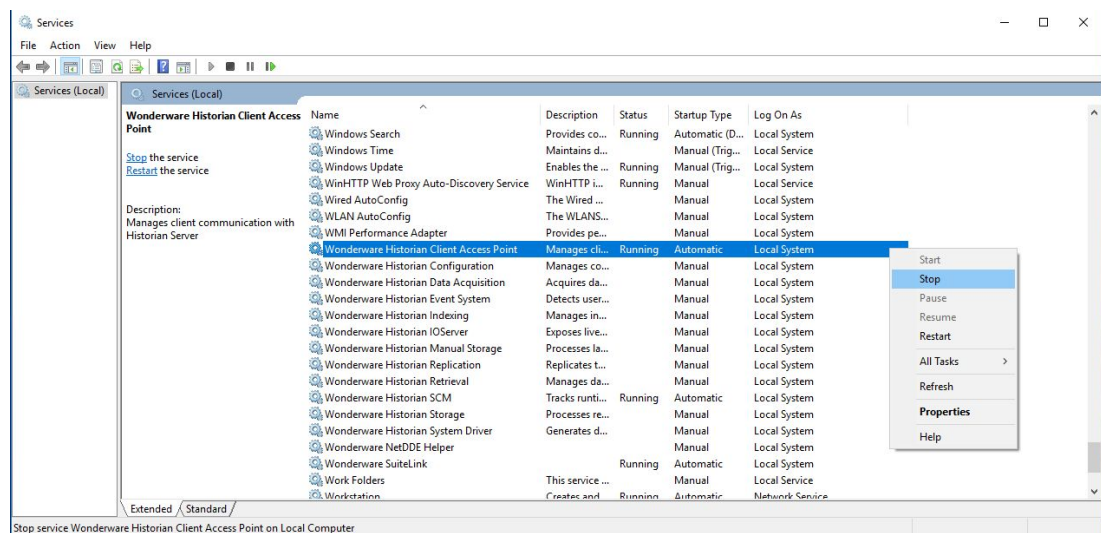 Services
File Action View Help
Services (Local)
Services (Local)
Wonderware Historian Client Access Point
Stop the service
Restart the service
Description:
Manages client communication with
Historian Server
Name Description Status Startup Type Log On As
Windows Search Provides co... Running Automatic (D... Local System
Windows Time Maintains d... Manual (Trig... Local Service
Windows Update Enables the ... Running Manual (Trig... Local System
WinHTTP Web Proxy Auto-Discovery Service WinHTTP i... Running Manual Local Service
Wired AutoConfig The Wired ... Manual Local System
WLAN AutoConfig The WLANS... Manual Local System
WMI Performance Adapter Provides pe... Manual Local System
Wonderware Historian Client Access Point Manages cli... Running Automatic Local System
Wonderware Historian Configuration Manages co... Manual Local System
Wonderware Historian Data Acquisition Acquires da... Manual Local System
Wonderware Historian Event System Detects user... Manual Local System
Wonderware Historian Indexing Manages in... Manual Local System
Wonderware Historian IOServer Exposes live... Manual Local System
Wonderware Historian Manual Storage Processes la... Manual Local System
Wonderware Historian Replication Replicates t... Manual Local System
Wonderware Historian Retrieval Manages da... Manual Local System
Wonderware Historian SCM Tracks runti... Running Automatic Local System
Wonderware Historian Storage Processes re... Manual Local System
Wonderware Historian System Driver Generates d... Manual Local System
Wonderware NetDDE Helper Manual Local System
Wonderware SuiteLink Running Automatic Local System
Work Folders This service ... Manual Local Service
Workstation Creates and Running Automatic Network Service
Start
Stop
Pause
Resume
Restart
All Tasks >
Refresh
Properties
Help
Extended Standard
Stop service Wonderware Historian Client Access Point on Local Computer